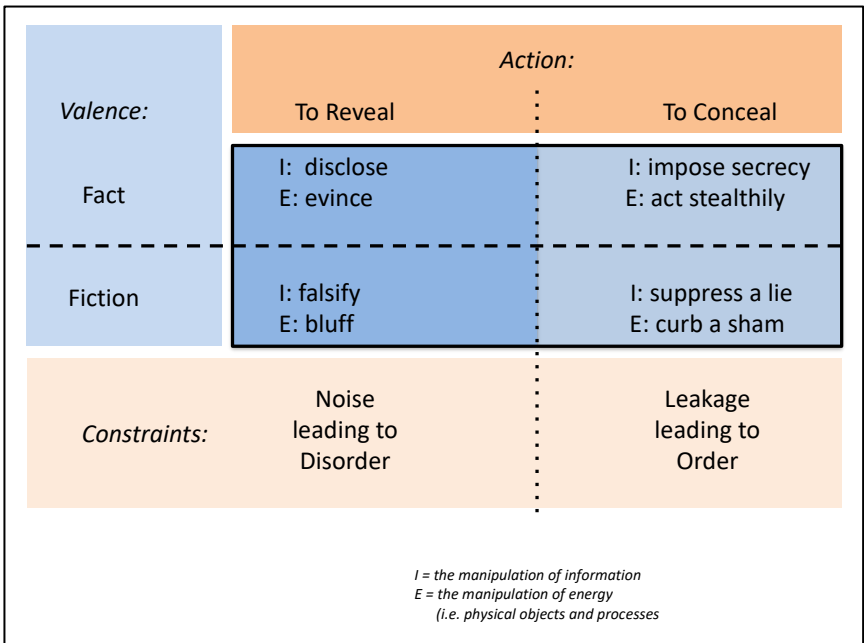 Action:
Valence:
To Reveal
To Conceal
Fact
I: disclose
E: evince
I: impose secrecy
E: act stealthily
Fiction
I: falsify
E: bluff
I: suppress a lie
E: curb a sham
Constraints:
Noise
leading to
Disorder
Leakage
leading to
Order
I = the manipulation of information
E = the manipulation of energy
(i.e. physical objects and processes